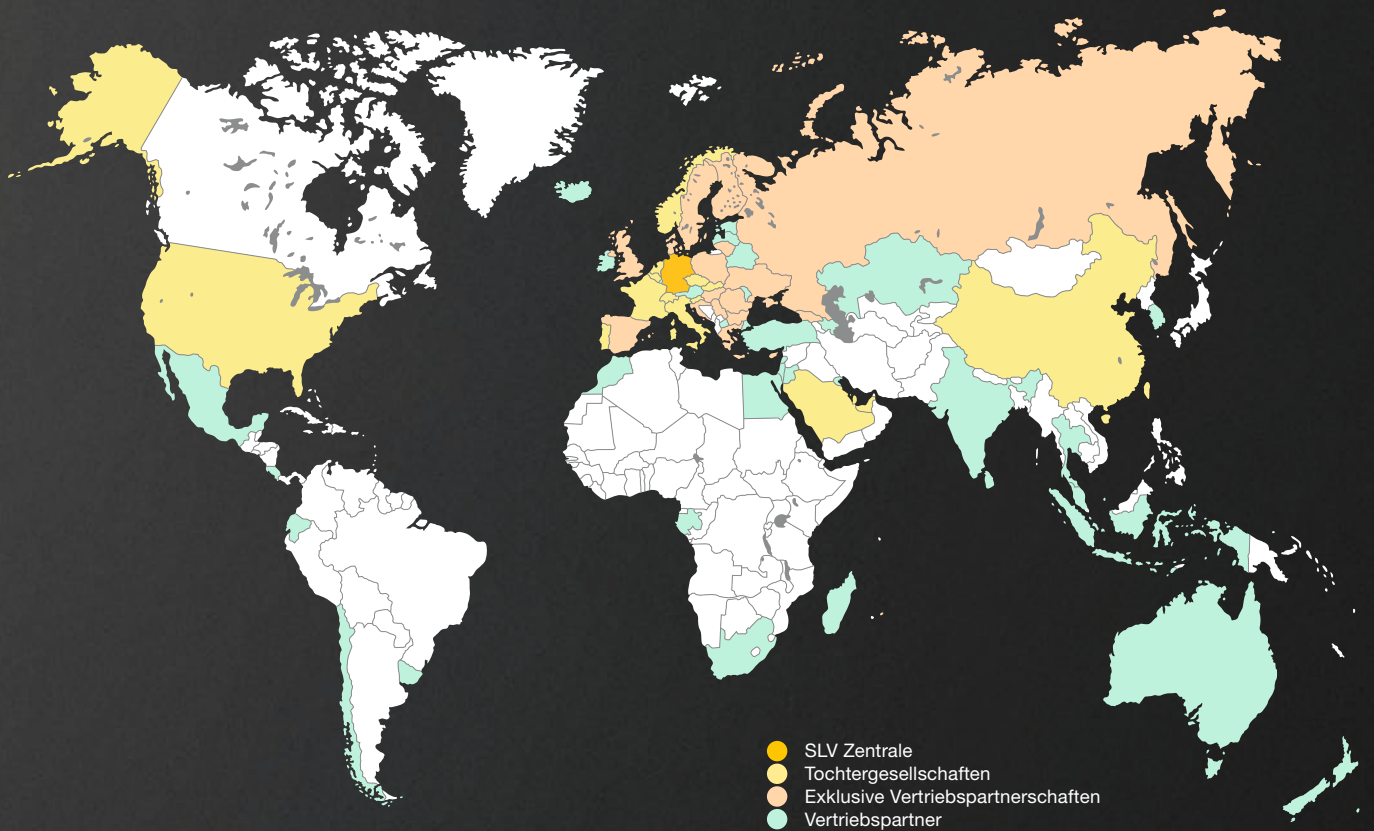 SLV Zentrale
Tochtergesellschaften
Exklusive Vertriebspartnerschaften
Vertriebspartner